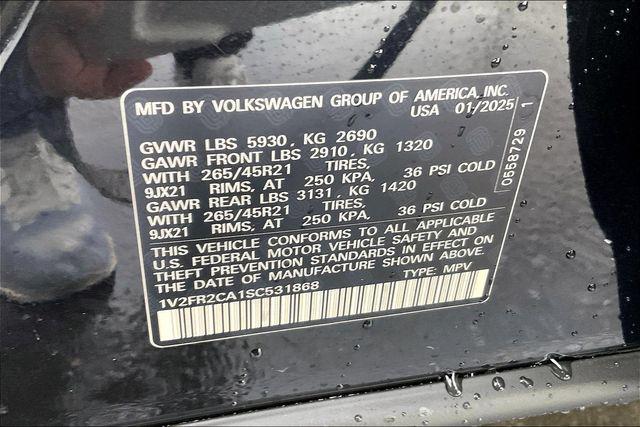 MFD BY VOLKSWAGEN GROUP OF AMERICA, INC.
USA 01/2025
GVWR LBS 5930, KG 2690
GAWR FRONT LBS 2910, KG 1320
WITH 265/45R21 TIRES,
9JX21 RIMS, AT 250 KPA, 36 PSI COLD
GAWR REAR LBS 3131, KG 1420
WITH 265/45R21 TIRES,
9JX21 RIMS, AT 250 KPA, 36 PSI COLD
THIS VEHICLE CONFORMS TO ALL APPLICABLE
U.S. FEDERAL MOTOR VEHICLE SAFETY AND
THEFT PREVENTION STANDARDS IN EFFECT ON
THE DATE OF MANUFACTURE SHOWN ABOVE.
1V2FR2CA1SC531868 TYPE: MPV
0558729 1